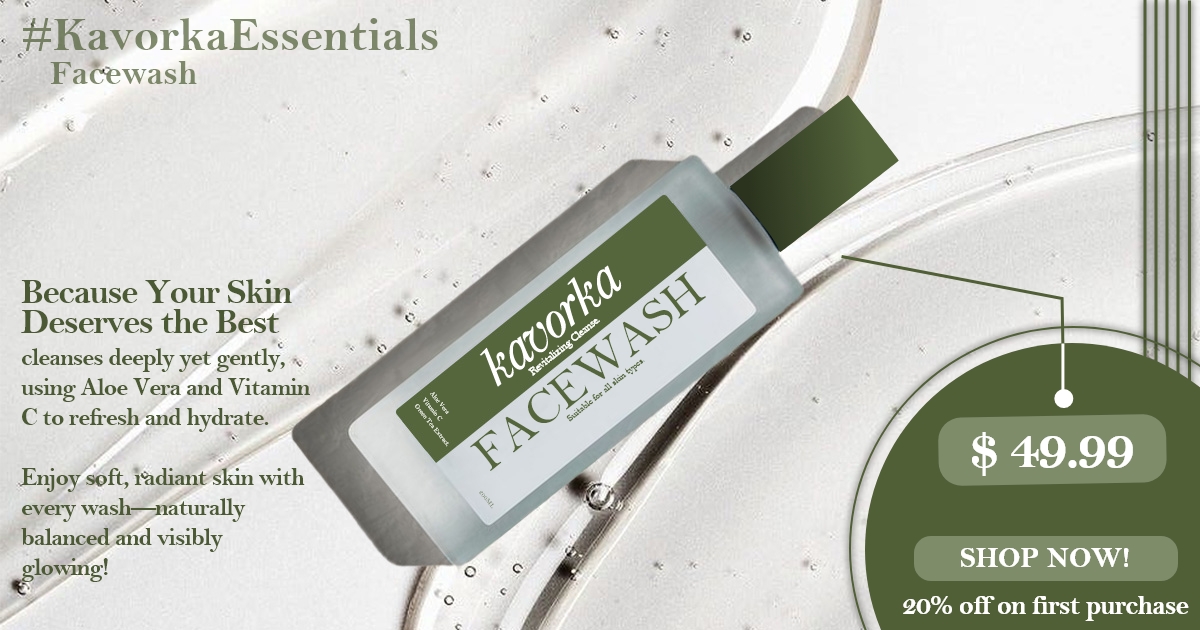 #KavorkaEssentials
Facewash
Because Your Skin
Deserves the Best
cleanses deeply yet gently,
using Aloe Vera and Vitamin
C to refresh and hydrate.
Enjoy soft, radiant skin with
every wash—naturally
balanced and visibly
glowing!
kavorka
Revitalizing Cleanse
FACEWASH
Suitable for all skin types
Aloe Vera
Vitamin C
Green Tea Extract
$ 49.99
SHOP NOW!
20% off on first purchase